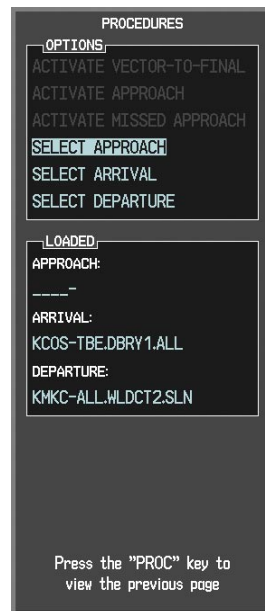 PROCEDURES
OPTIONS
ACTIVATE VECTOR-TO-FINAL
ACTIVATE APPROACH
ACTIVATE MISSED APPROACH
SELECT APPROACH
SELECT ARRIVAL
SELECT DEPARTURE
LOADED
APPROACH:
____-
ARRIVAL:
KCOS-TBE.DBRY1.ALL
DEPARTURE:
KMKC-ALL.WLDCT2.SLN
Press the "PROC" key to
view the previous page